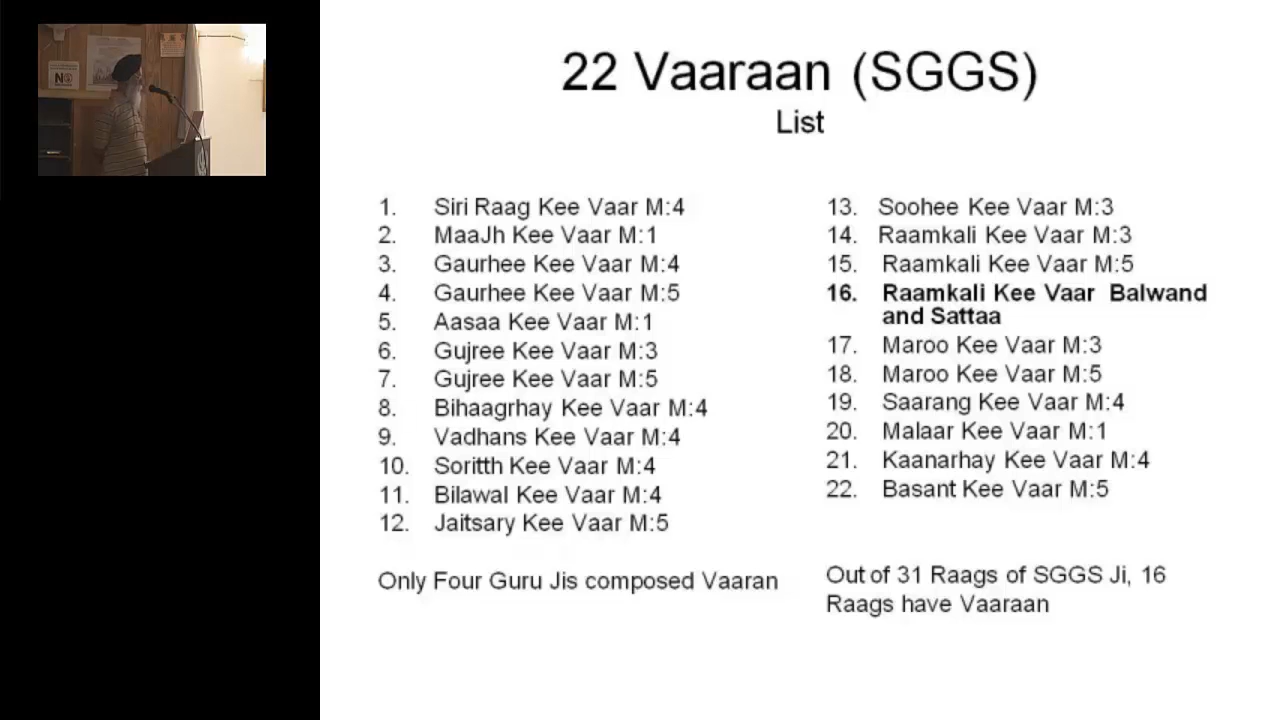 22 Vaaraan (SGGS)
List
1. Siri Raag Kee Vaar M:4
2. MaaJh Kee Vaar M:1
3. Gaurhee Kee Vaar M:4
4. Gaurhee Kee Vaar M:5
5. Aasaa Kee Vaar M:1
6. Gujree Kee Vaar M:3
7. Gujree Kee Vaar M:5
8. Bihaagrhay Kee Vaar M:4
9. Vadhans Kee Vaar M:4
10. Soritth Kee Vaar M:4
11. Bilawal Kee Vaar M:4
12. Jaitsary Kee Vaar M:5
Only Four Guru Jis composed Vaaran
13. Soohee Kee Vaar M:3
14. Raamkali Kee Vaar M:3
15. Raamkali Kee Vaar M:5
16. Raamkali Kee Vaar Balwand
and Sattaa
17. Maroo Kee Vaar M:3
18. Maroo Kee Vaar M:5
19. Saarang Kee Vaar M:4
20. Malaar Kee Vaar M:1
21. Kaanarhay Kee Vaar M:4
22. Basant Kee Vaar M:5
Out of 31 Raags of SGGS Ji, 16
Raags have Vaaraan